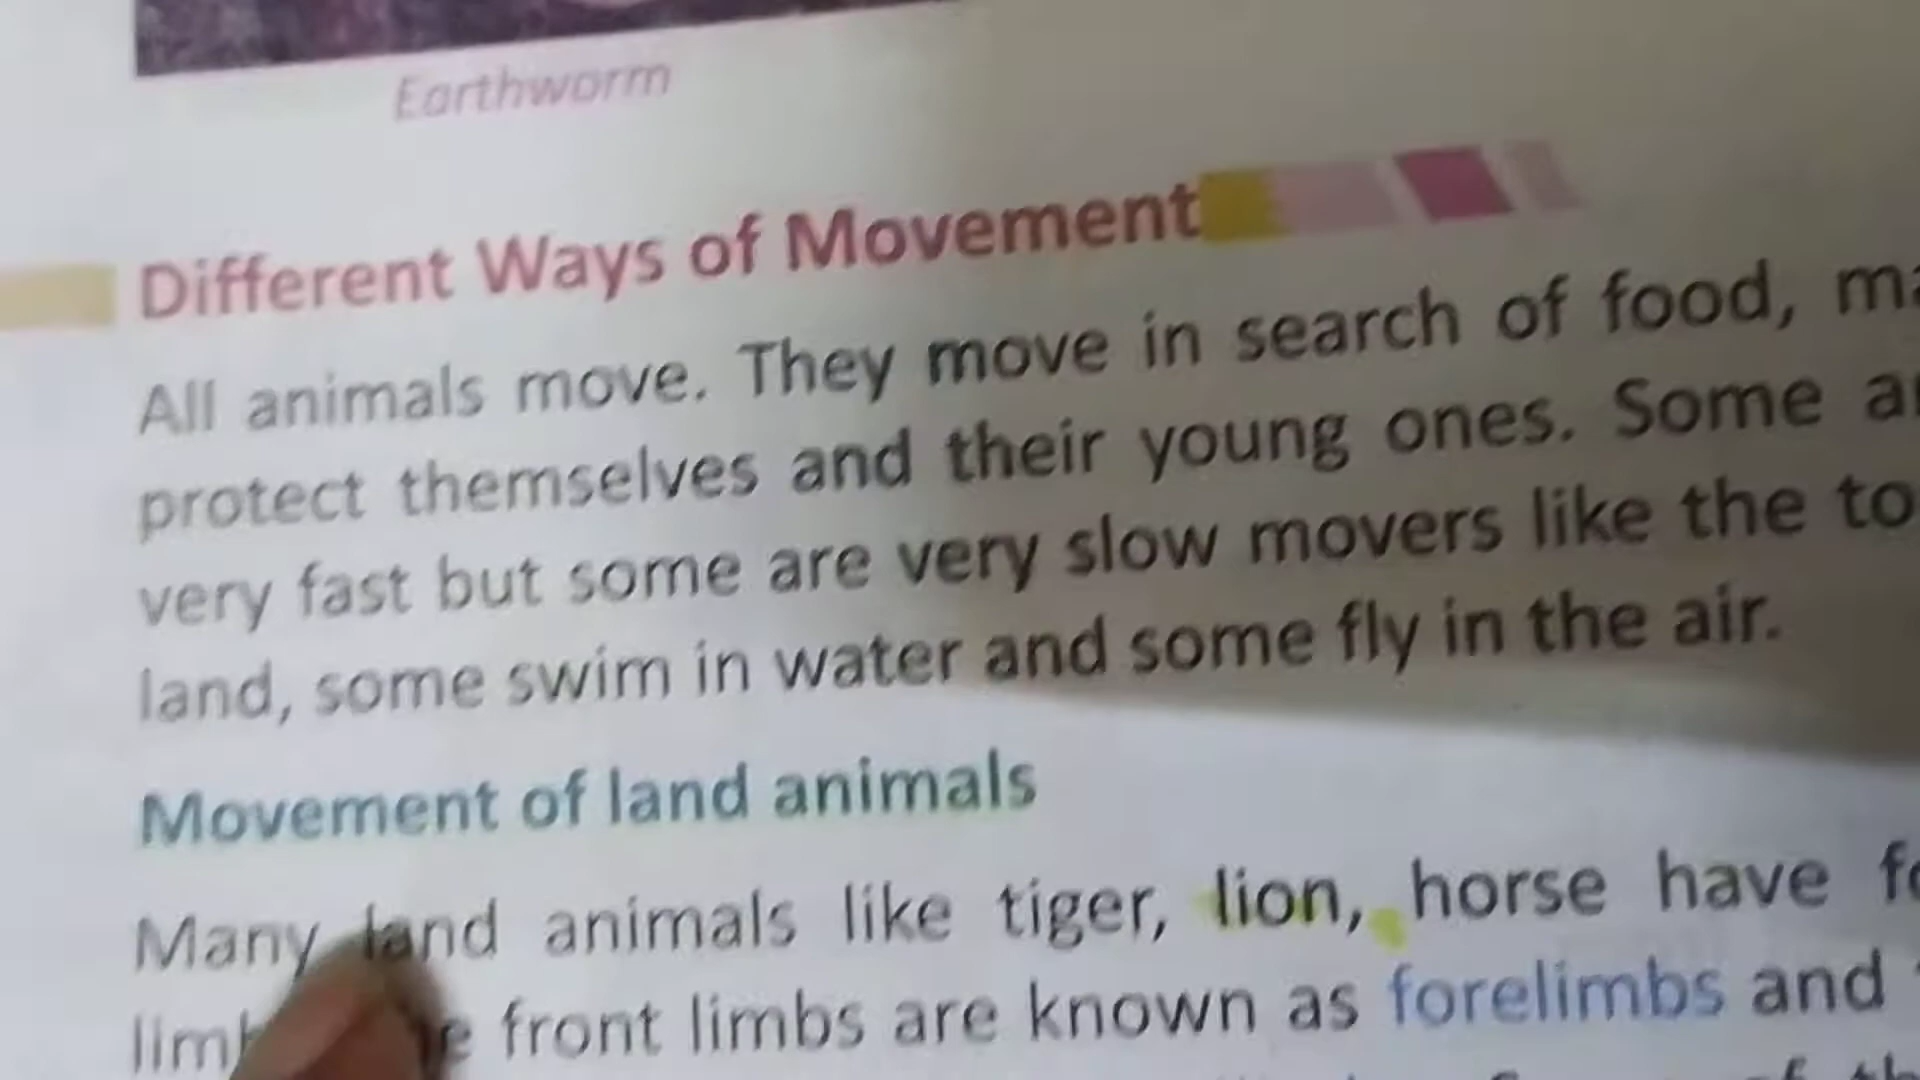 Earthworm
Different Ways of Movement
All animals move. They move in search of food,
protect themselves and their young ones. Some
very fast but some are very slow movers like the
land, some swim in water and some fly in the air.
Movement of land animals
Many land animals like tiger, lion, horse have
front limbs are known as forelimbs and